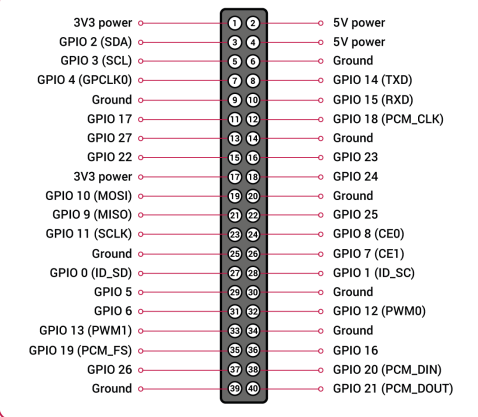 3V3 power 1 2 5V power
GPIO 2 (SDA) 3 4 5V power
GPIO 3 (SCL) 5 6 Ground
GPIO 4 (GPCLK0) 7 8 GPIO 14 (TXD)
Ground 9 10 GPIO 15 (RXD)
GPIO 17 11 12 GPIO 18 (PCM_CLK)
GPIO 27 13 14 Ground
GPIO 22 15 16 GPIO 23
3V3 power 17 18 GPIO 24
GPIO 10 (MOSI) 19 20 Ground
GPIO 9 (MISO) 21 22 GPIO 25
GPIO 11 (SCLK) 23 24 GPIO 8 (CE0)
Ground 25 26 GPIO 7 (CE1)
GPIO 0 (ID_SD) 27 28 GPIO 1 (ID_SC)
GPIO 5 29 30 Ground
GPIO 6 31 32 GPIO 12 (PWM0)
GPIO 13 (PWM1) 33 34 Ground
GPIO 19 (PCM_FS) 35 36 GPIO 16
GPIO 26 37 38 GPIO 20 (PCM_DIN)
Ground 39 40 GPIO 21 (PCM_DOUT)